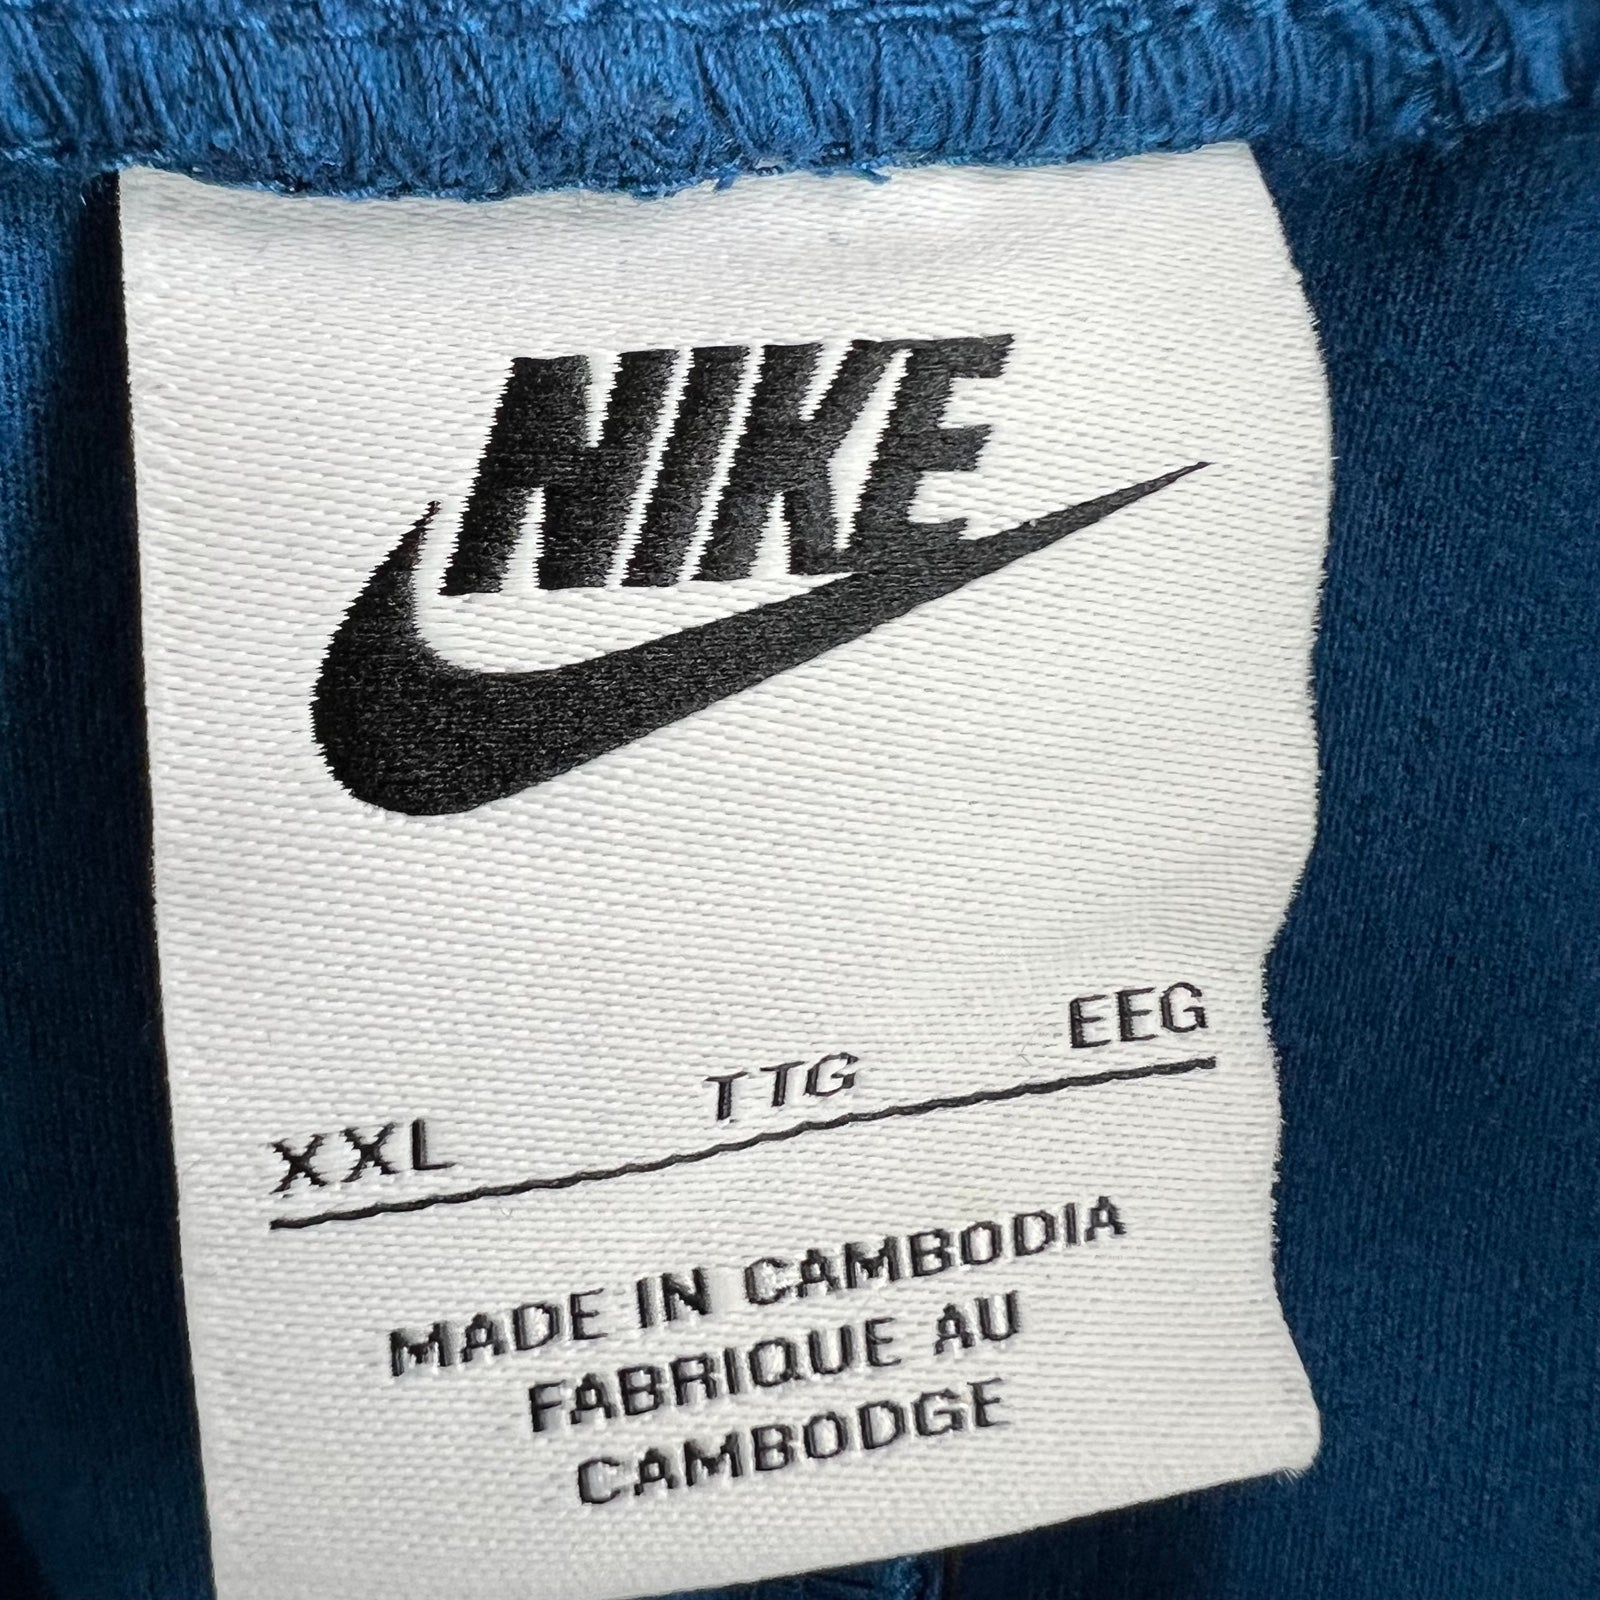 NIKE
XXL TTG EEG
MADE IN CAMBODIA
FABRIQUE AU
CAMBODGE